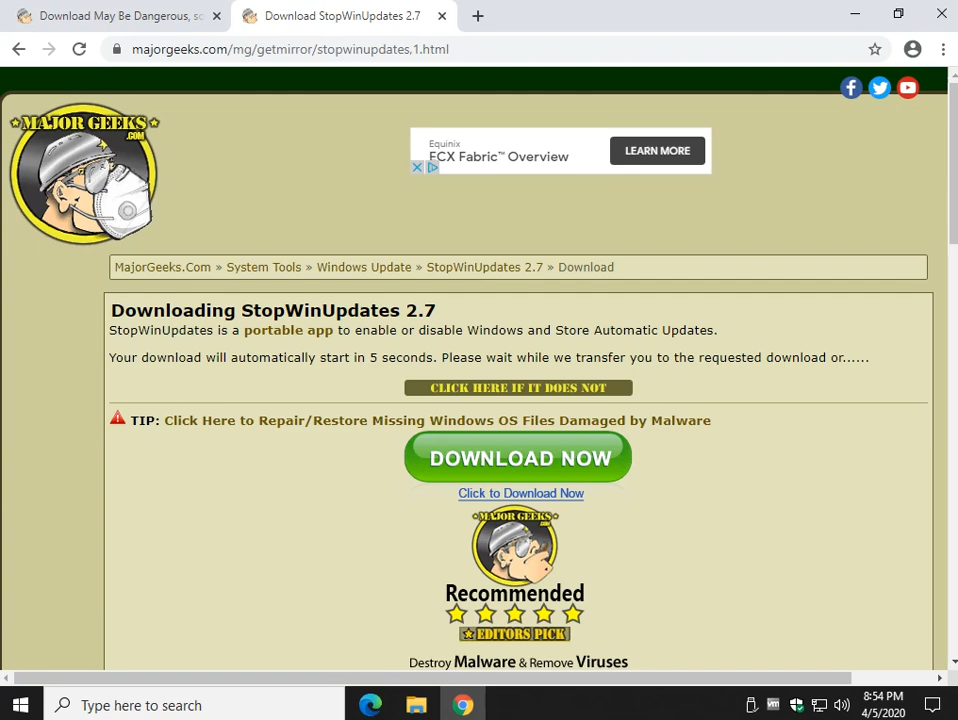 Download May Be Dangerous, so
Download StopWinUpdates 2.7
majorgeeks.com/mg/getmirror/stopwinupdates,1.html
MAJOR GEEKS
.COM
Equinix
ECX Fabric™ Overview
LEARN MORE
MajorGeeks.Com » System Tools » Windows Update » StopWinUpdates 2.7 » Download
Downloading StopWinUpdates 2.7
StopWinUpdates is a portable app to enable or disable Windows and Store Automatic Updates.
Your download will automatically start in 5 seconds. Please wait while we transfer you to the requested download or......
CLICK HERE IF IT DOES NOT
TIP: Click Here to Repair/Restore Missing Windows OS Files Damaged by Malware
DOWNLOAD NOW
Click to Download Now
MAJOR GEEKS
.COM
Recommended
EDITORS PICK
Destroy Malware & Remove Viruses
Type here to search
vm
8:54 PM
4/5/2020